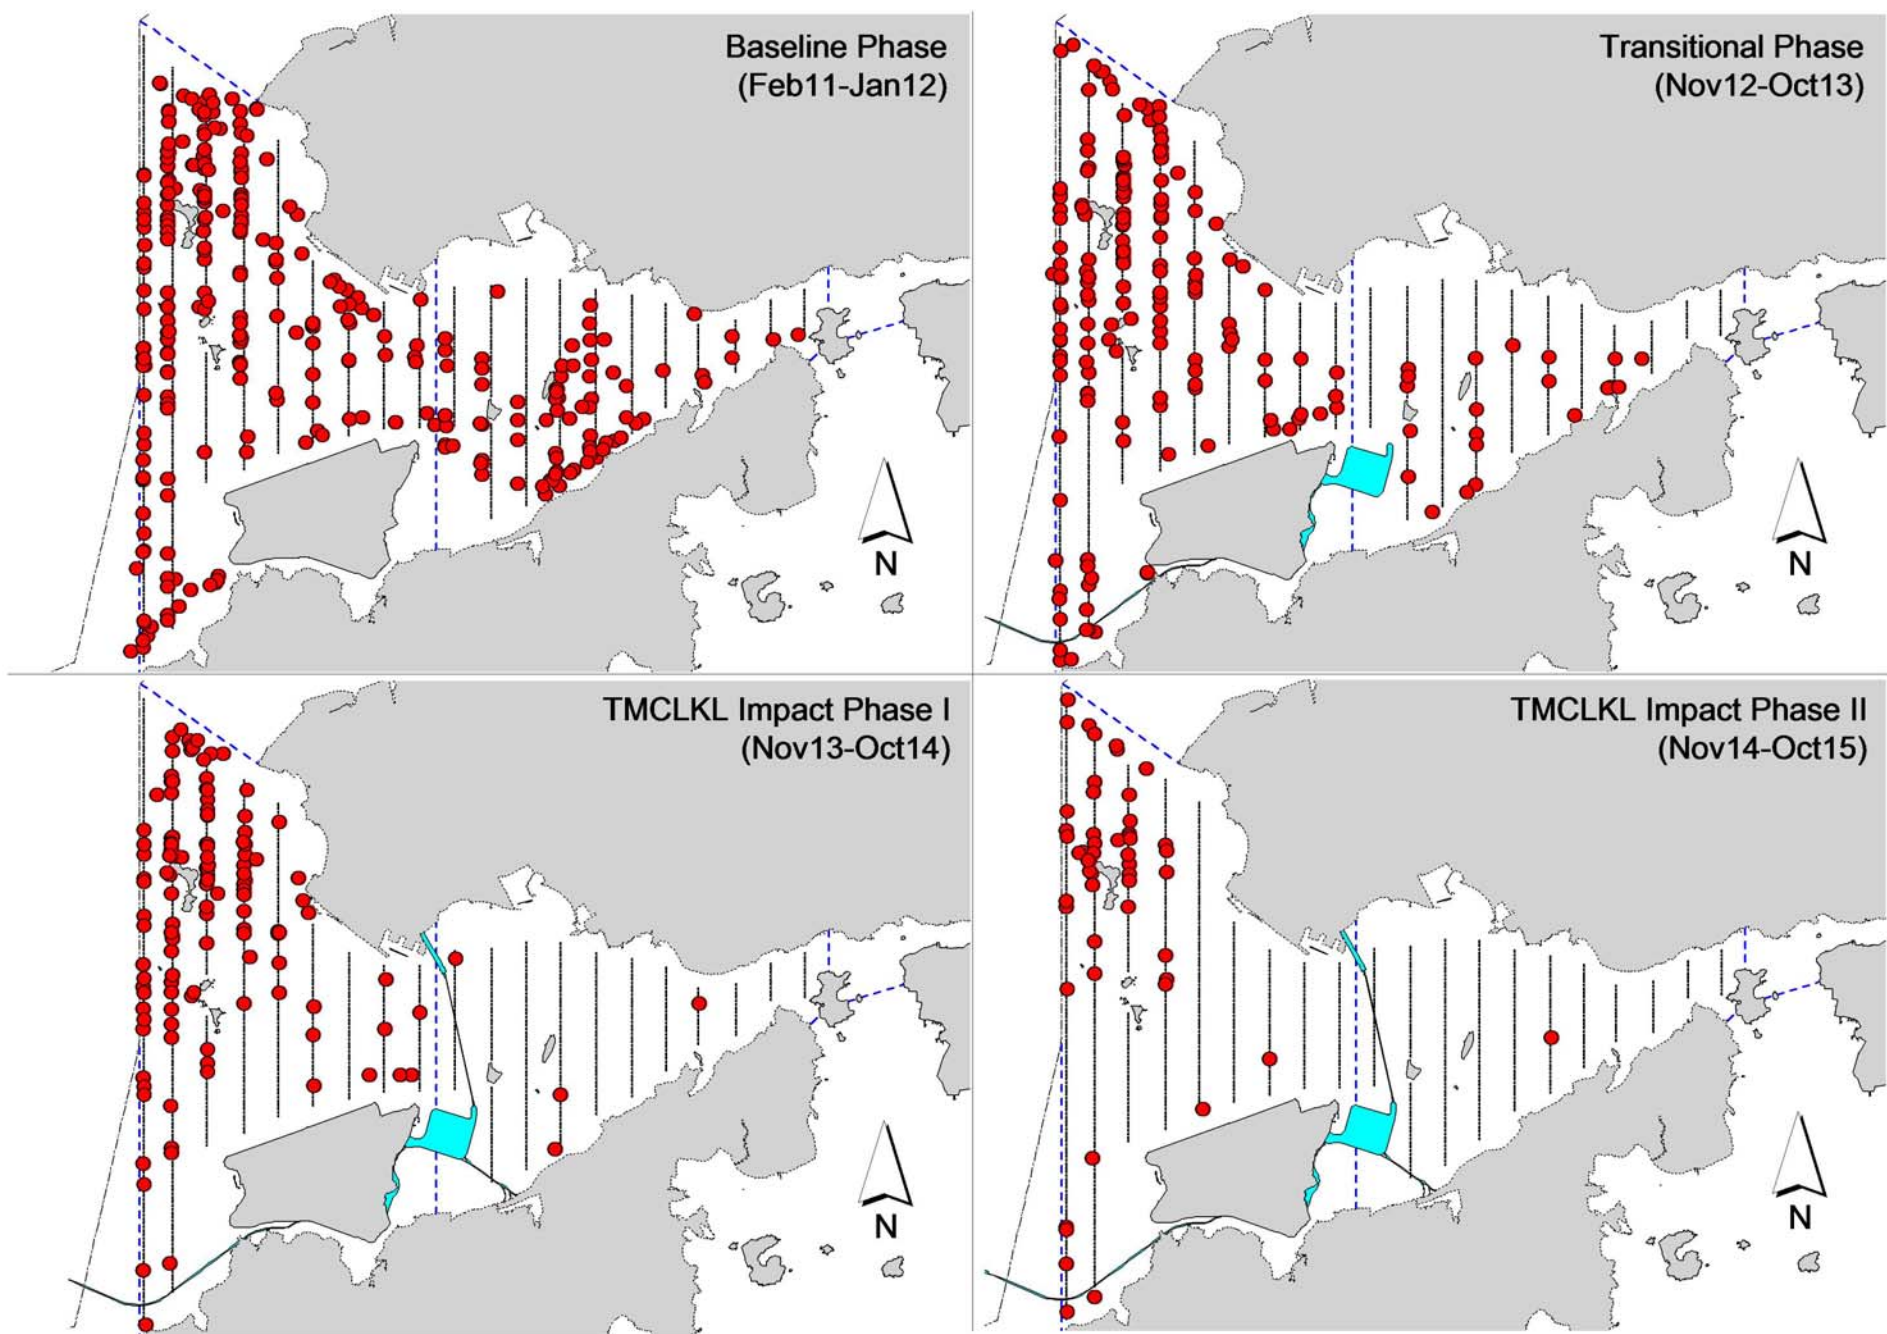 Baseline Phase
(Feb11-Jan12)
N
Transitional Phase
(Nov12-Oct13)
N
TMCLKL Impact Phase I
(Nov13-Oct14)
N
TMCLKL Impact Phase II
(Nov14-Oct15)
N